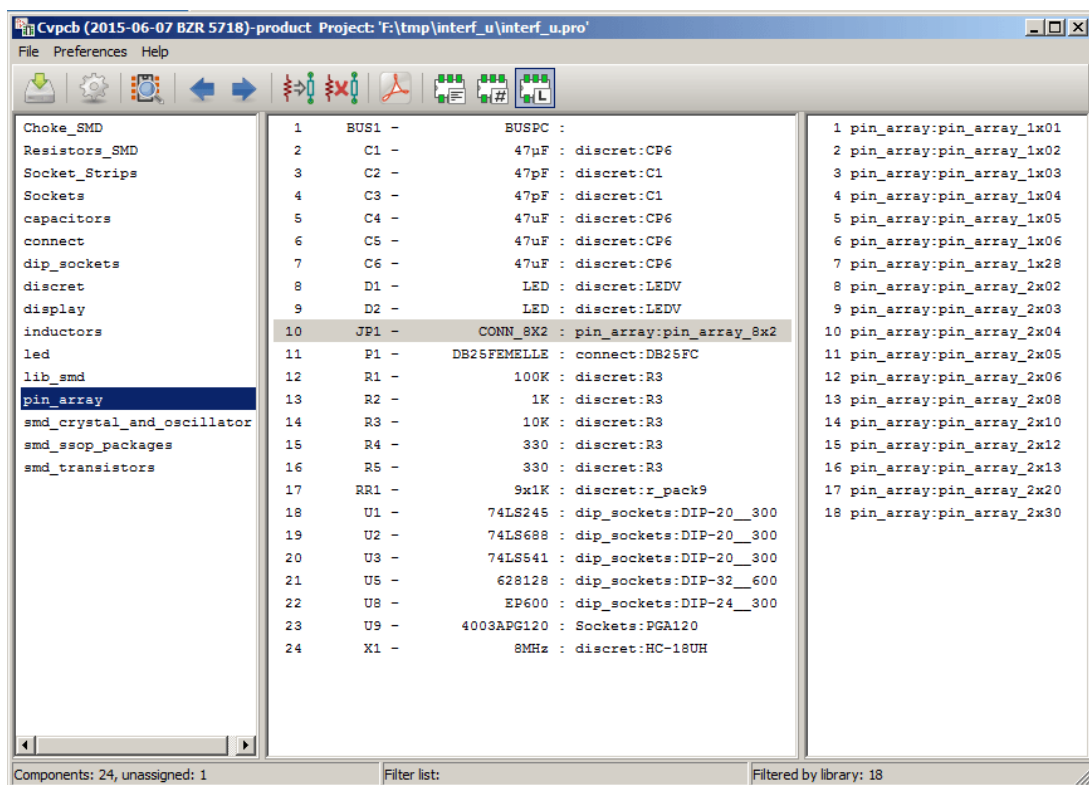 Cvpcb (2015-06-07 BZR 5718)-product Project: 'F:\tmp\interf_u\interf_u.pro'
File Preferences Help
# L
Choke_SMD
Resistors_SMD
Socket_Strips
Sockets
capacitors
connect
dip_sockets
discret
display
inductors
led
lib_smd
pin_array
smd_crystal_and_oscillator
smd_ssop_packages
smd_transistors
1 BUS1 - BUSPC :
2 C1 - 47µF : discret:CP6
3 C2 - 47pF : discret:C1
4 C3 - 47pF : discret:C1
5 C4 - 47uF : discret:CP6
6 C5 - 47uF : discret:CP6
7 C6 - 47uF : discret:CP6
8 D1 - LED : discret:LEDV
9 D2 - LED : discret:LEDV
10 JP1 - CONN_8X2 : pin_array:pin_array_8x2
11 P1 - DB25FEMELLE : connect:DB25FC
12 R1 - 100K : discret:R3
13 R2 - 1K : discret:R3
14 R3 - 10K : discret:R3
15 R4 - 330 : discret:R3
16 R5 - 330 : discret:R3
17 RR1 - 9x1K : discret:r_pack9
18 U1 - 74LS245 : dip_sockets:DIP-20__300
19 U2 - 74LS688 : dip_sockets:DIP-20__300
20 U3 - 74LS541 : dip_sockets:DIP-20__300
21 U5 - 628128 : dip_sockets:DIP-32__600
22 U8 - EP600 : dip_sockets:DIP-24__300
23 U9 - 4003APG120 : Sockets:PGA120
24 X1 - 8MHz : discret:HC-18UH
1 pin_array:pin_array_1x01
2 pin_array:pin_array_1x02
3 pin_array:pin_array_1x03
4 pin_array:pin_array_1x04
5 pin_array:pin_array_1x05
6 pin_array:pin_array_1x06
7 pin_array:pin_array_1x28
8 pin_array:pin_array_2x02
9 pin_array:pin_array_2x03
10 pin_array:pin_array_2x04
11 pin_array:pin_array_2x05
12 pin_array:pin_array_2x06
13 pin_array:pin_array_2x08
14 pin_array:pin_array_2x10
15 pin_array:pin_array_2x12
16 pin_array:pin_array_2x13
17 pin_array:pin_array_2x20
18 pin_array:pin_array_2x30
Components: 24, unassigned: 1
Filter list:
Filtered by library: 18